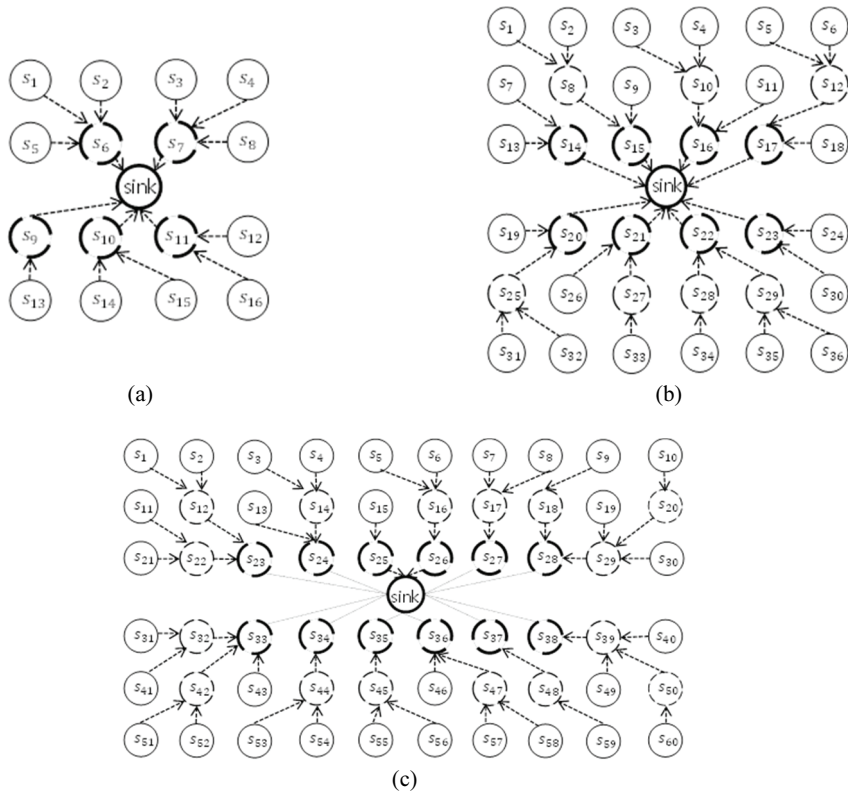 s1 s2 s3 s4
s5 s6 s7 s8
sink
s9 s10 s11 s12
s13 s14 s15 s16
(a)
s1 s2 s3 s4 s5 s6
s7 s8 s9 s10 s11 s12
s13 s14 s15 s16 s17 s18
sink
s19 s20 s21 s22 s23 s24
s25 s26 s27 s28 s29 s30
s31 s32 s33 s34 s35 s36
(b)
s1 s2 s3 s4 s5 s6 s7 s8 s9 s10
s11 s12 s13 s14 s15 s16 s17 s18 s19 s20
s21 s22 s23 s24 s25 s26 s27 s28 s29 s30
sink
s31 s32 s33 s34 s35 s36 s37 s38 s39 s40
s41 s42 s43 s44 s45 s46 s47 s48 s49 s50
s51 s52 s53 s54 s55 s56 s57 s58 s59 s60
(c)